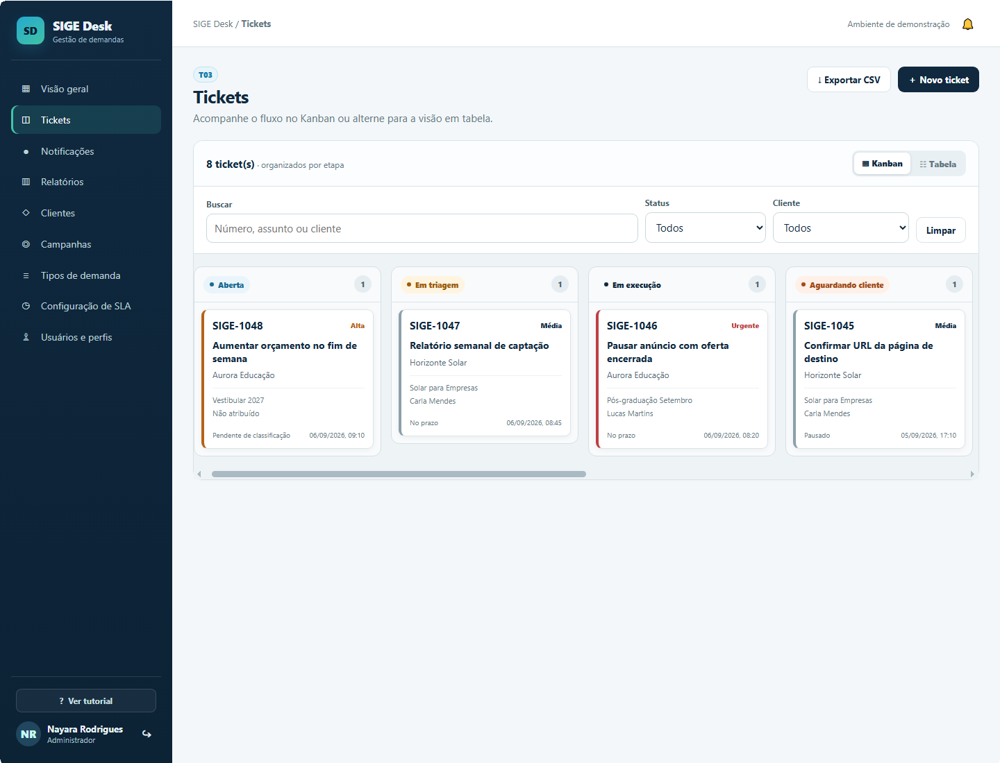 SD
SIGE Desk
Gestão de demandas
Visão geral
Tickets
Notificações
Relatórios
Clientes
Campanhas
Tipos de demanda
Configuração de SLA
Usuários e perfis
? Ver tutorial
NR
Nayara Rodrigues
Administrador
SIGE Desk / Tickets
Ambiente de demonstração
T03
Tickets
Acompanhe o fluxo no Kanban ou alterne para a visão em tabela.
↓ Exportar CSV
+ Novo ticket
8 ticket(s) · organizados por etapa
Kanban
Tabela
Buscar
Número, assunto ou cliente
Status
Todos
Cliente
Todos
Limpar
Aberta
1
SIGE-1048
Alta
Aumentar orçamento no fim de
semana
Aurora Educação
Vestibular 2027
Não atribuído
Pendente de classificação
06/09/2026, 09:10
Em triagem
1
SIGE-1047
Média
Relatório semanal de captação
Horizonte Solar
Solar para Empresas
Carla Mendes
No prazo
06/09/2026, 08:45
Em execução
1
SIGE-1046
Urgente
Pausar anúncio com oferta
encerrada
Aurora Educação
Pós-graduação Setembro
Lucas Martins
No prazo
06/09/2026, 08:20
Aguardando cliente
1
SIGE-1045
Média
Confirmar URL da página de
destino
Horizonte Solar
Solar para Empresas
Carla Mendes
Pausado
05/09/2026, 17:10